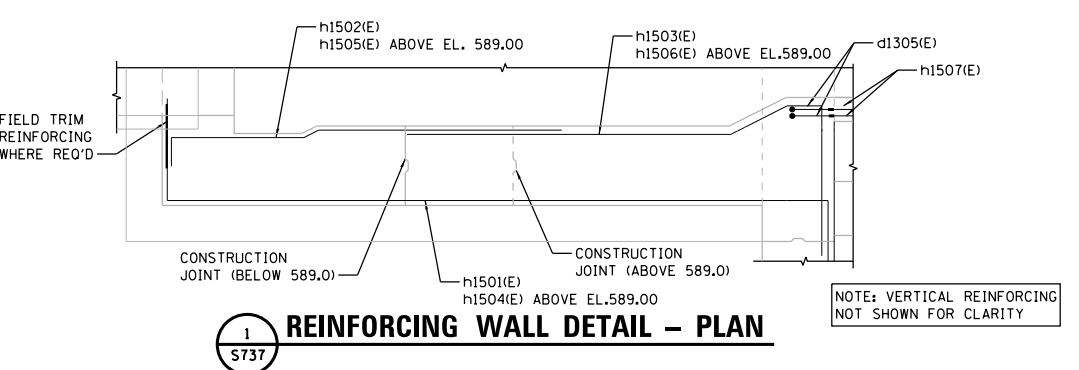 h1502(E)
h1505(E) ABOVE EL. 589.00
h1503(E)
h1506(E) ABOVE EL.589.00
d1305(E)
h1507(E)
FIELD TRIM
REINFORCING
WHERE REQ'D
CONSTRUCTION
JOINT (BELOW 589.0)
CONSTRUCTION
JOINT (ABOVE 589.0)
h1501(E)
h1504(E) ABOVE EL.589.00
NOTE: VERTICAL REINFORCING
NOT SHOWN FOR CLARITY
1
S737
REINFORCING WALL DETAIL – PLAN